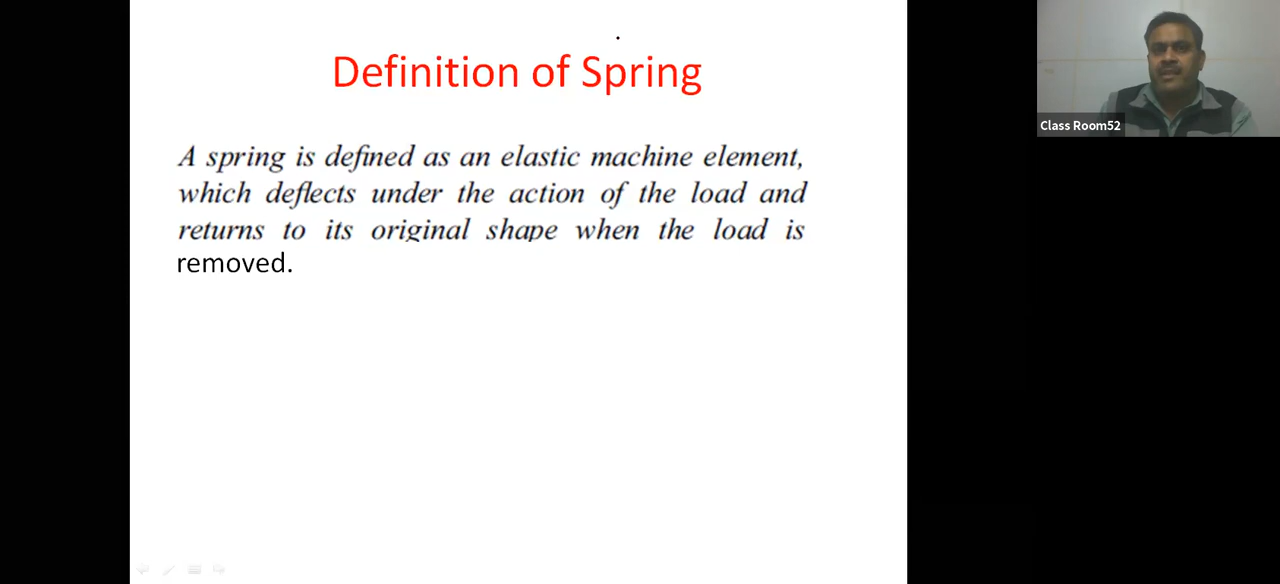 Definition of Spring
A spring is defined as an elastic machine element,
which deflects under the action of the load and
returns to its original shape when the load is
removed.
Class Room52